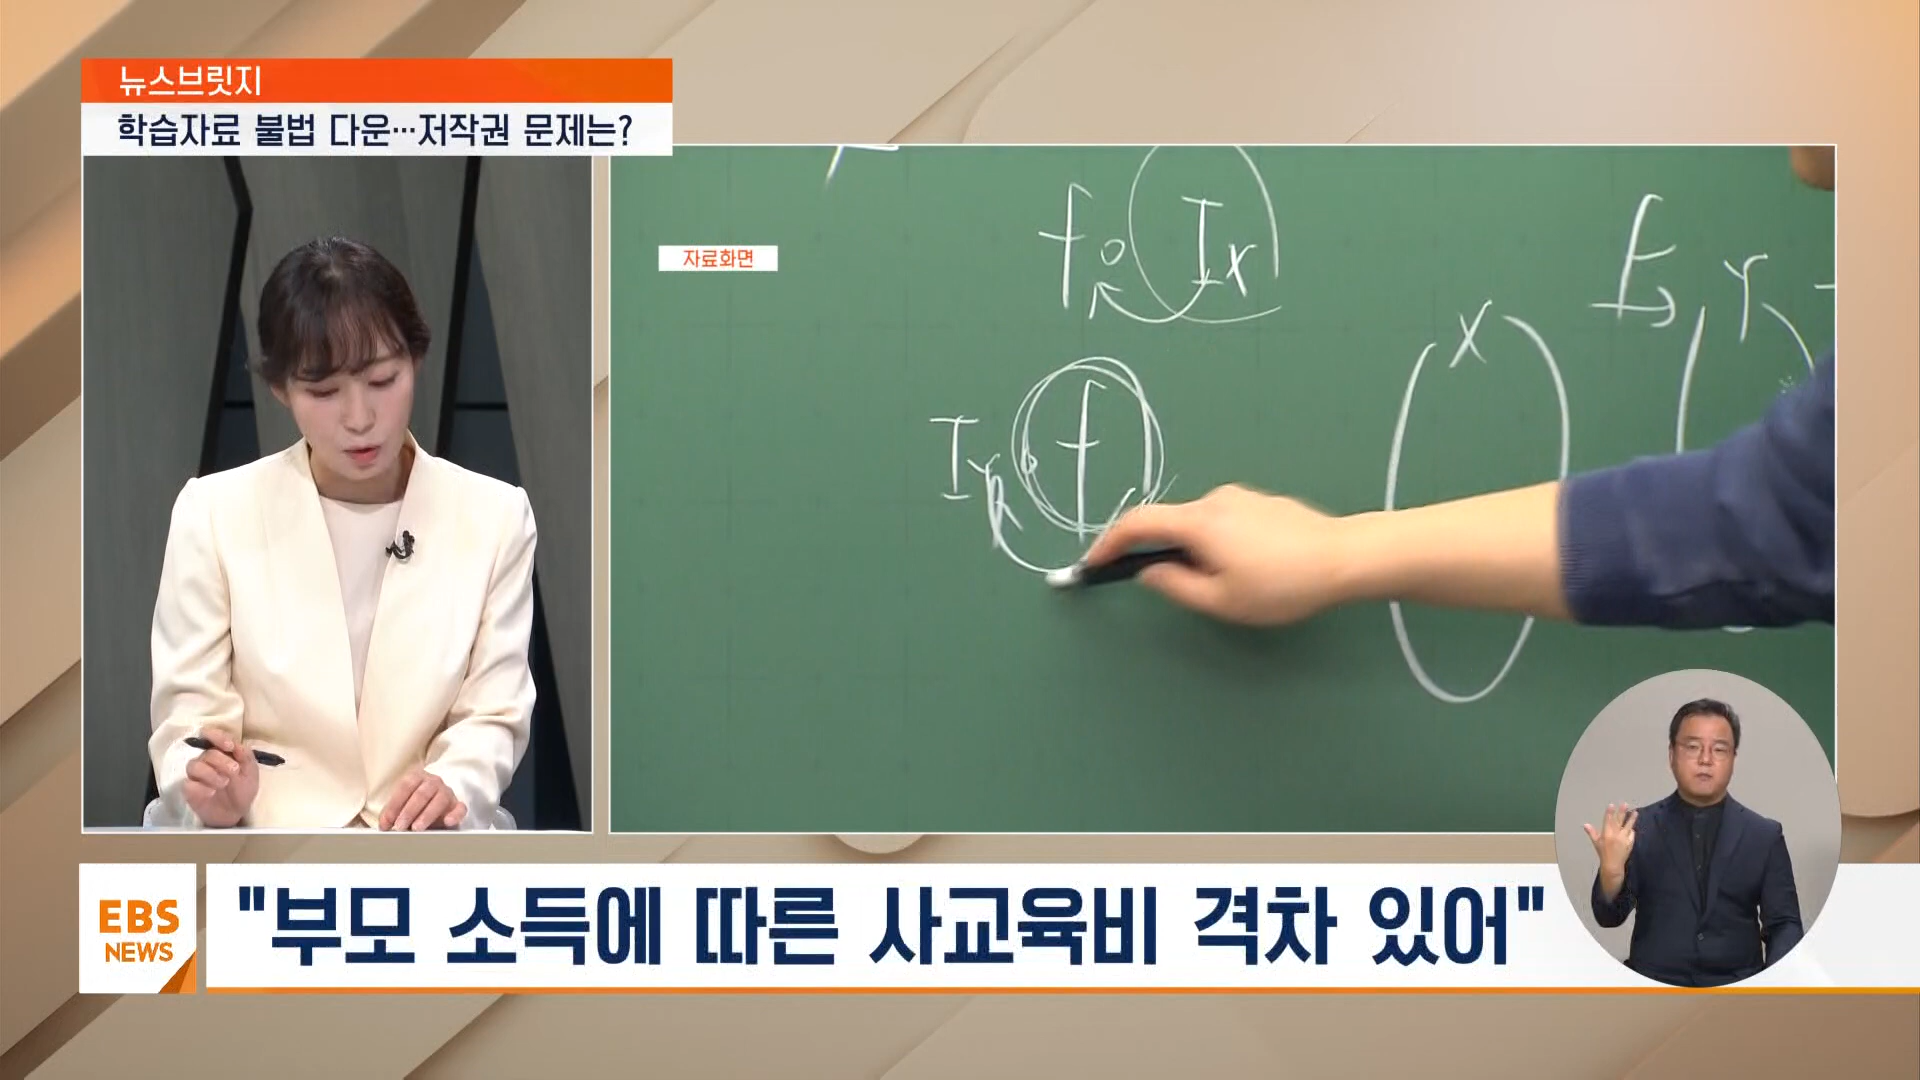 뉴스브릿지
학습자료 불법 다운…저작권 문제는?
자료화면
f∘Ix
F
Y
X
IY∘f
EBS
NEWS
"부모 소득에 따른 사교육비 격차 있어"